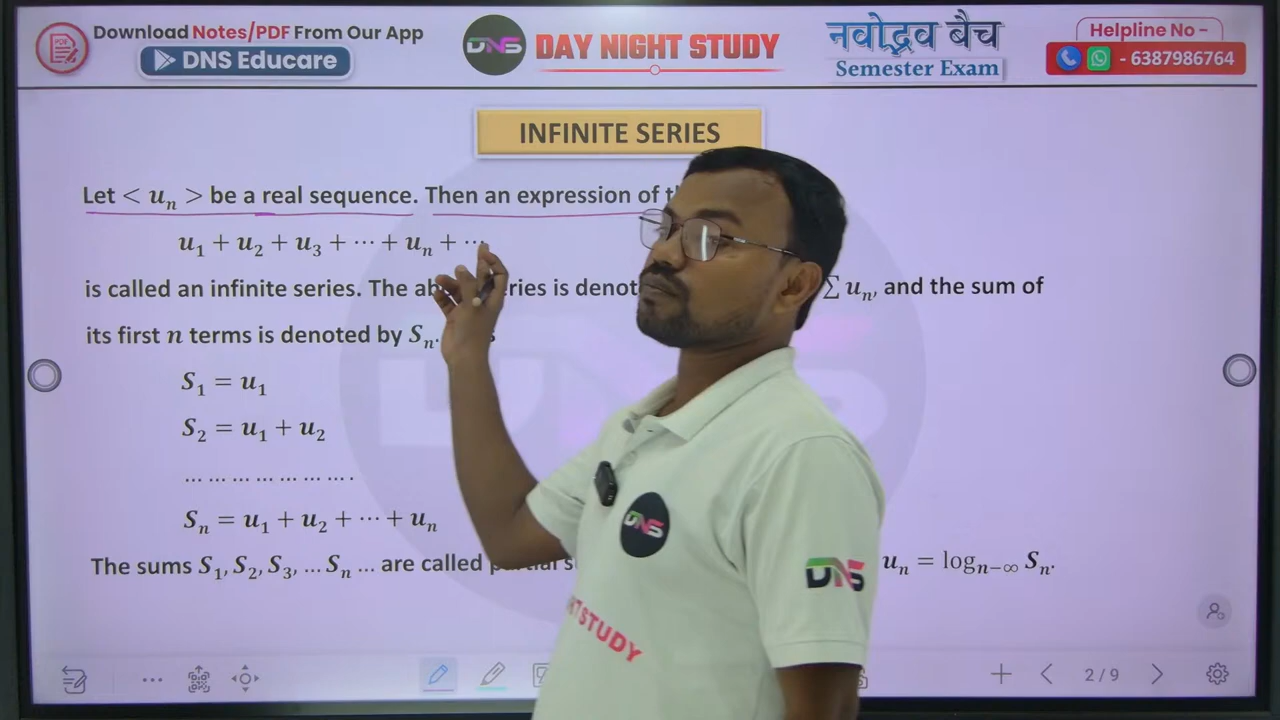 Download Notes/PDF From Our App
DNS Educare
DNS
DAY NIGHT STUDY
नवोद्भव बैच
Semester Exam
Helpline No -
- 6387986764
INFINITE SERIES
Let < uₙ > be a real sequence. Then an expression of
u₁ + u₂ + u₃ + ⋯ + uₙ + ⋯
is called an infinite series. The series is ∑ uₙ, and the sum of
its first n terms is denoted by Sₙ.
S₁ = u₁
S₂ = u₁ + u₂
… … … … … … … .
Sₙ = u₁ + u₂ + ⋯ + uₙ
The sums S₁, S₂, S₃, … Sₙ … are called uₙ = logₙ₋∞ Sₙ.
DNS
DNS
STUDY
2/9